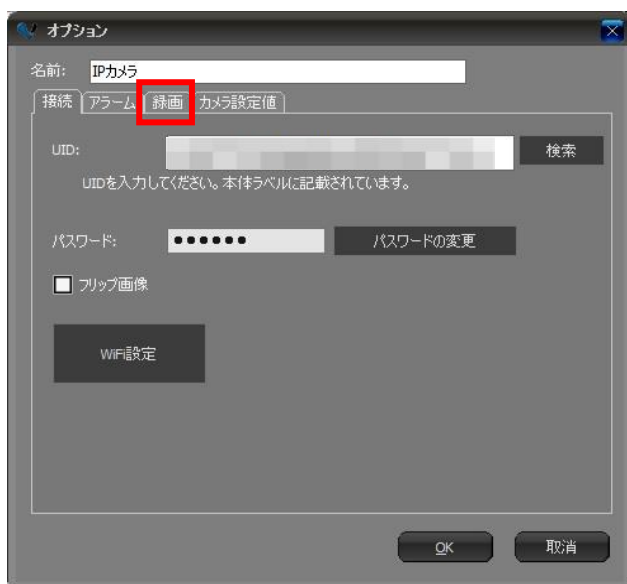 オプション
名前: IPカメラ
接続 アラーム 録画 カメラ設定値
UID: 検索
UIDを入力してください。本体ラベルに記載されています。
パスワード: ●●●●●● パスワードの変更
フリップ画像
WiFi設定
OK 取消